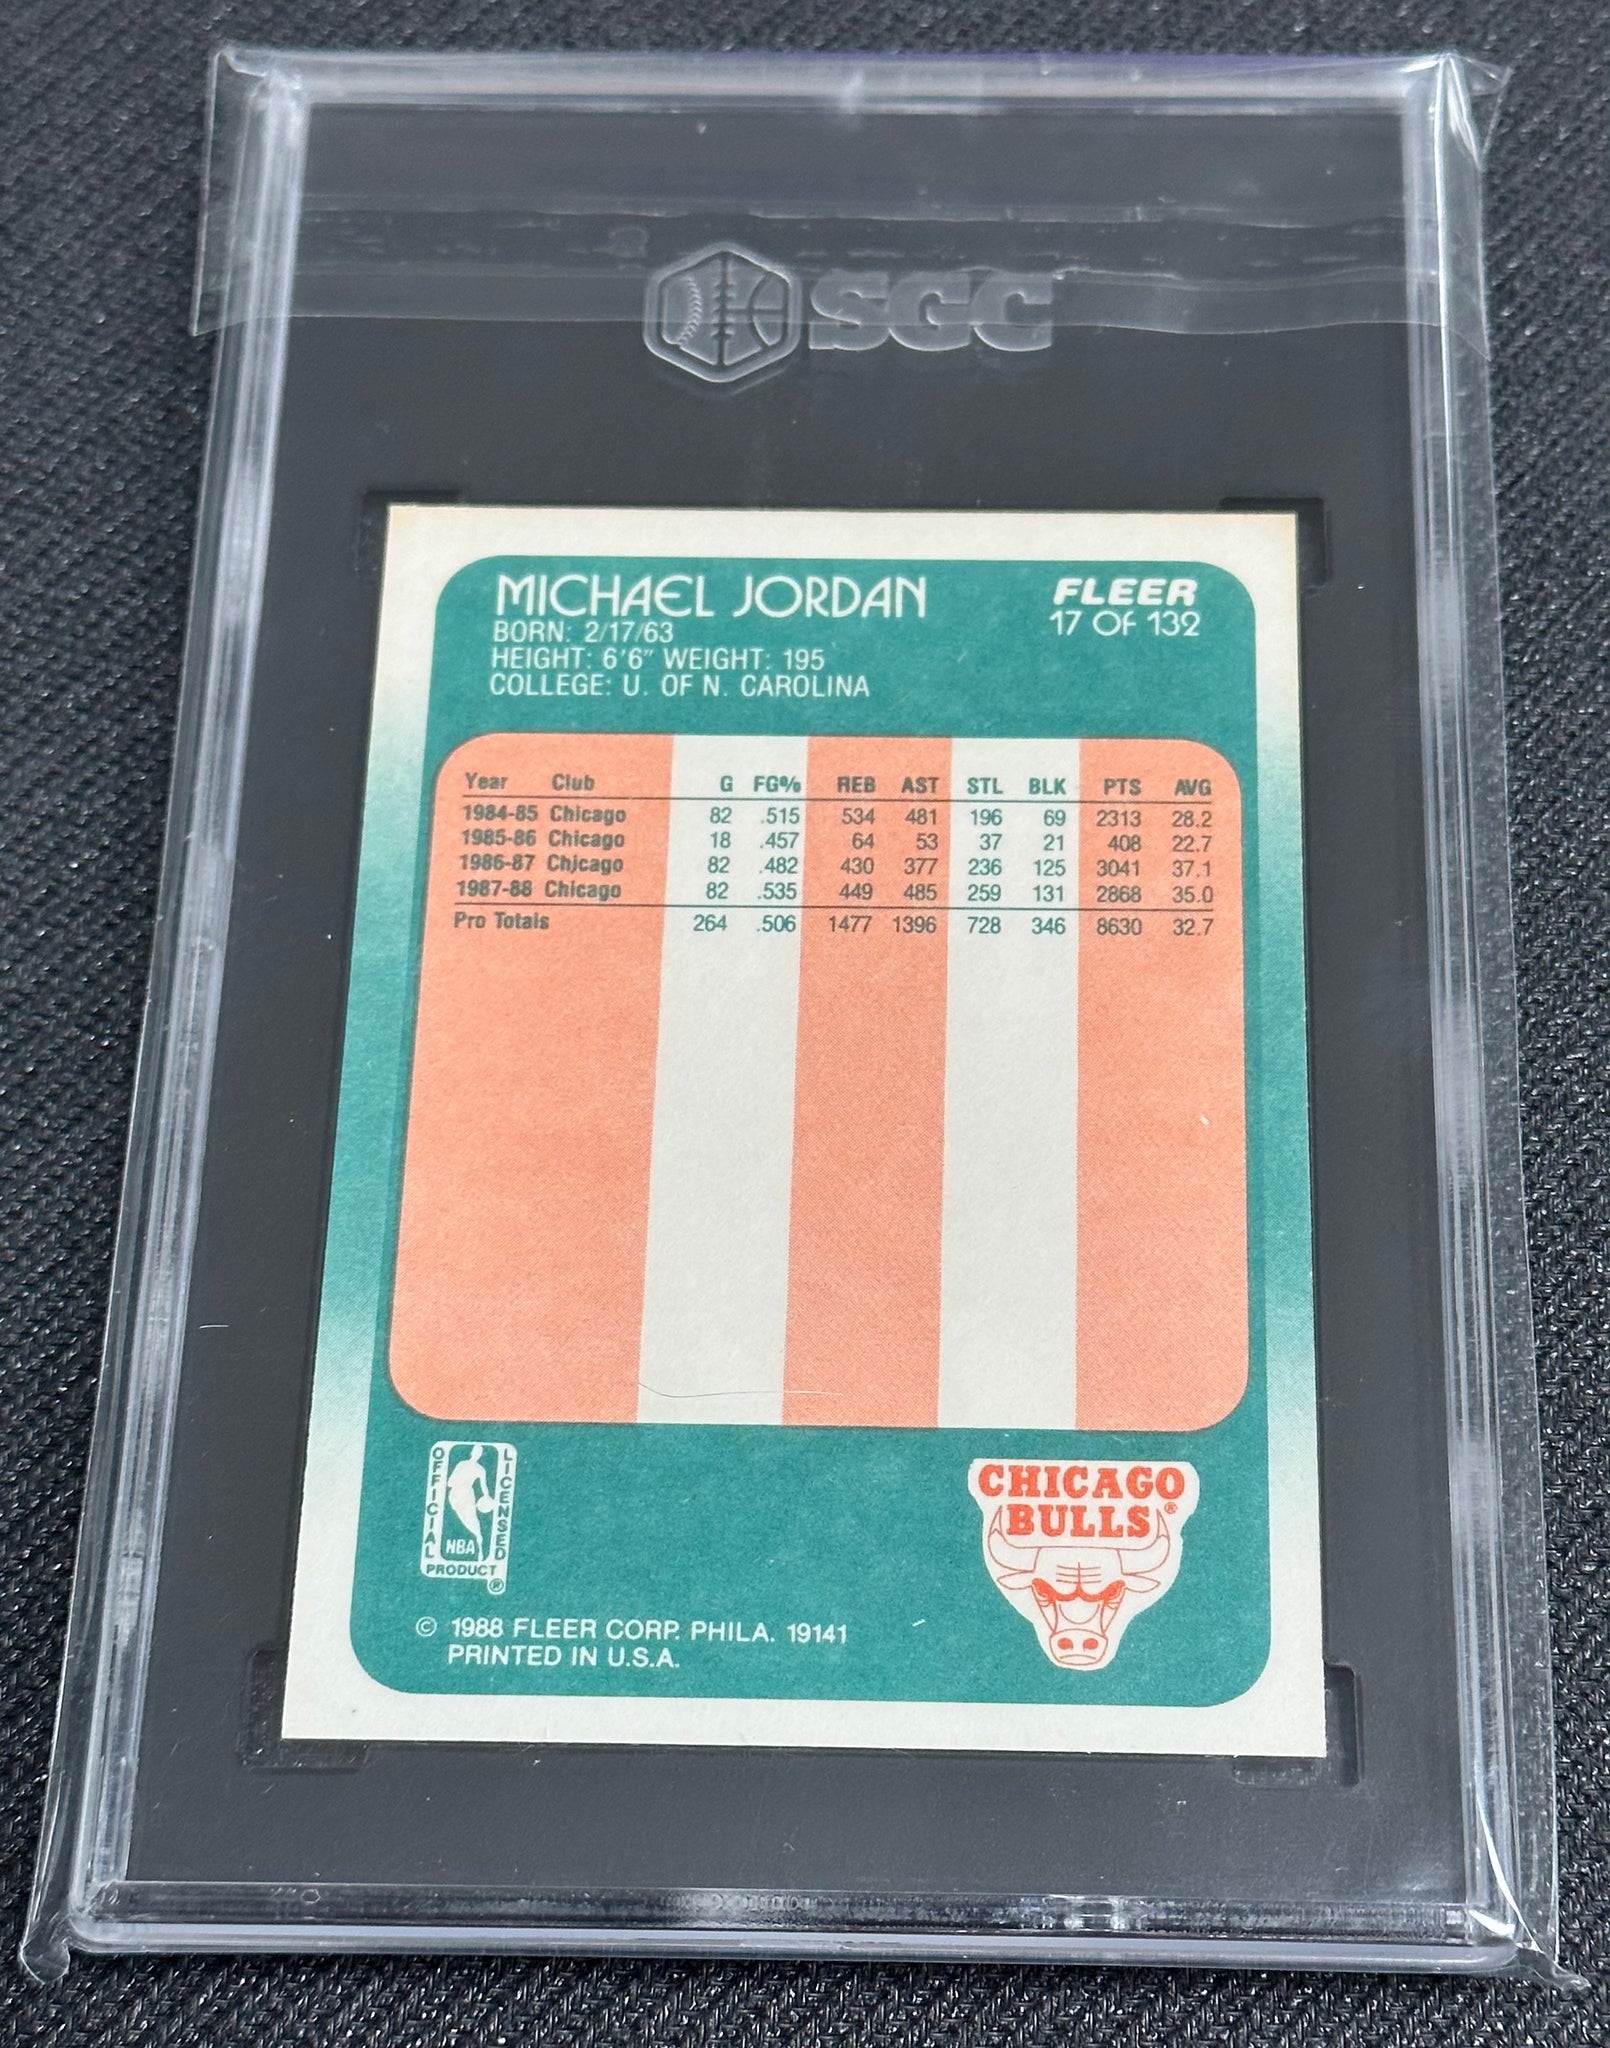 SGC
MICHAEL JORDAN
FLEER
17 OF 132
BORN: 2/17/63
HEIGHT: 6'6" WEIGHT: 195
COLLEGE: U. OF N. CAROLINA
Year Club G FG% REB AST STL BLK PTS AVG
1984-85 Chicago 82 .515 534 481 196 69 2313 28.2
1985-86 Chicago 18 .457 64 53 37 21 408 22.7
1986-87 Chicago 82 .482 430 377 236 125 3041 37.1
1987-88 Chicago 82 .535 449 485 259 131 2868 35.0
Pro Totals 264 .506 1477 1396 728 346 8630 32.7
OFFICIAL
LICENSED
NBA
PRODUCT ®
CHICAGO
BULLS ®
© 1988 FLEER CORP. PHILA. 19141
PRINTED IN U.S.A.